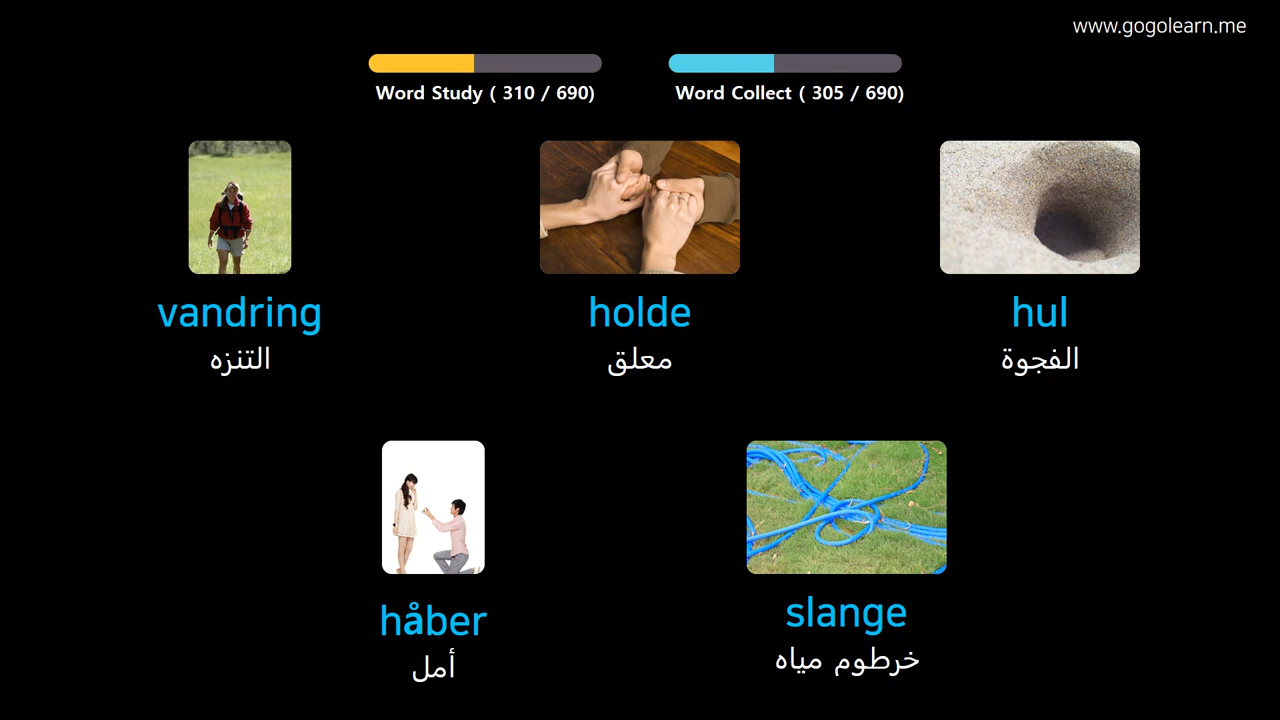 www.gogolearn.me
Word Study ( 310 / 690)
Word Collect ( 305 / 690)
vandring
التنزه
holde
معلق
hul
الفجوة
håber
أمل
slange
خرطوم مياه